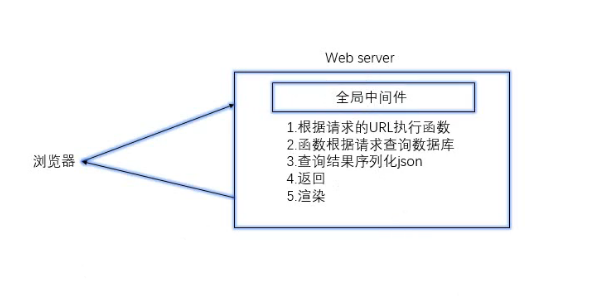 Web server
全局中间件
1.根据请求的URL执行函数
2.函数根据请求查询数据库
浏览器
3.查询结果序列化json
4.返回
5.渲染